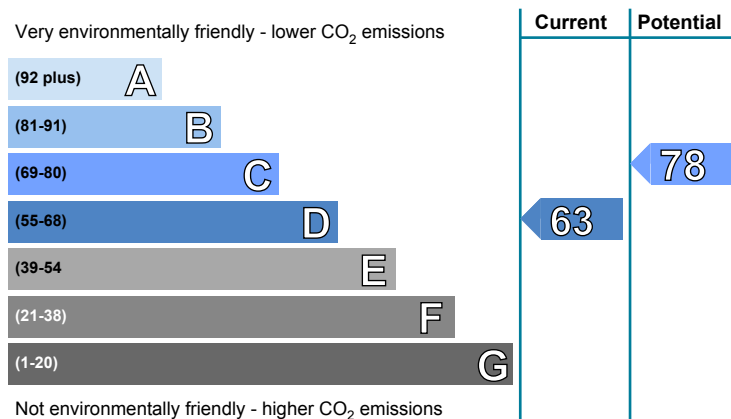 Current Potential
Very environmentally friendly - lower CO2 emissions
(92 plus) A
(81-91) B
(69-80) C
78
(55-68) D
63
(39-54 E
(21-38) F
(1-20) G
Not environmentally friendly - higher CO2 emissions